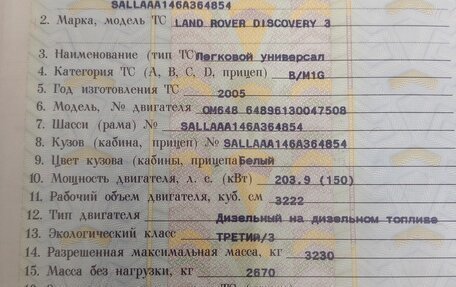 SALLAAA146A364854
2. Марка, модель ТС LAND ROVER DISCOVERY 3
3. Наименование (тип ТС Легковой универсал
4. Категория ТС (A, B, C, D, прицеп) B/M1G
5. Год изготовления ТС 2005
6. Модель, № двигателя OM648 64896130047508
7. Шасси (рама) № SALLAAA146A364854
8. Кузов (кабина, прицеп) № SALLAAA146A364854
9. Цвет кузова (кабины, прицепа Белый
10. Мощность двигателя, л. с. (кВт) 203.9 (150)
11. Рабочий объем двигателя, куб. см 3222
12. Тип двигателя Дизельный на дизельном топливе
13. Экологический класс ТРЕТИЙ/3
14. Разрешенная максимальная масса, кг 3230
15. Масса без нагрузки, кг 2670